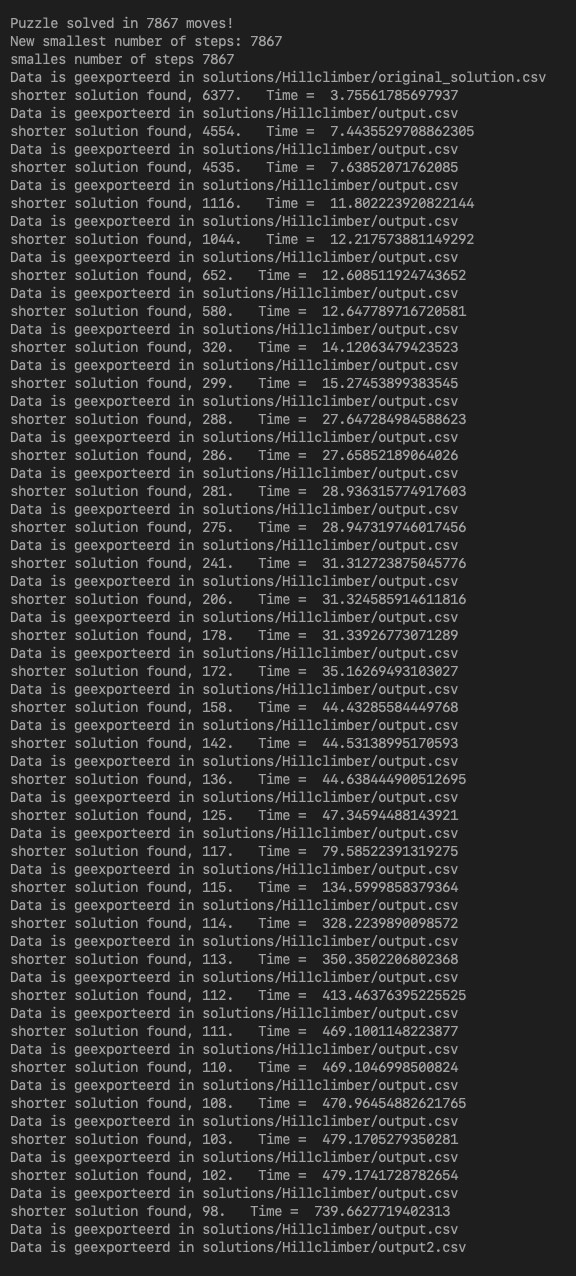 Puzzle solved in 7867 moves!
New smallest number of steps: 7867
smalles number of steps 7867
Data is geexporteerd in solutions/Hillclimber/original_solution.csv
shorter solution found, 6377.   Time =  3.75561785697937
Data is geexporteerd in solutions/Hillclimber/output.csv
shorter solution found, 4554.   Time =  7.4435529708862305
Data is geexporteerd in solutions/Hillclimber/output.csv
shorter solution found, 4535.   Time =  7.63852071762085
Data is geexporteerd in solutions/Hillclimber/output.csv
shorter solution found, 1116.   Time =  11.802223920822144
Data is geexporteerd in solutions/Hillclimber/output.csv
shorter solution found, 1044.   Time =  12.217573881149292
Data is geexporteerd in solutions/Hillclimber/output.csv
shorter solution found, 652.   Time =  12.608511924743652
Data is geexporteerd in solutions/Hillclimber/output.csv
shorter solution found, 580.   Time =  12.647789716720581
Data is geexporteerd in solutions/Hillclimber/output.csv
shorter solution found, 320.   Time =  14.12063479423523
Data is geexporteerd in solutions/Hillclimber/output.csv
shorter solution found, 299.   Time =  15.27453899383545
Data is geexporteerd in solutions/Hillclimber/output.csv
shorter solution found, 288.   Time =  27.647284984588623
Data is geexporteerd in solutions/Hillclimber/output.csv
shorter solution found, 286.   Time =  27.65852189064026
Data is geexporteerd in solutions/Hillclimber/output.csv
shorter solution found, 281.   Time =  28.936315774917603
Data is geexporteerd in solutions/Hillclimber/output.csv
shorter solution found, 275.   Time =  28.947319746017456
Data is geexporteerd in solutions/Hillclimber/output.csv
shorter solution found, 241.   Time =  31.312723875045776
Data is geexporteerd in solutions/Hillclimber/output.csv
shorter solution found, 206.   Time =  31.324585914611816
Data is geexporteerd in solutions/Hillclimber/output.csv
shorter solution found, 178.   Time =  31.33926773071289
Data is geexporteerd in solutions/Hillclimber/output.csv
shorter solution found, 172.   Time =  35.16269493103027
Data is geexporteerd in solutions/Hillclimber/output.csv
shorter solution found, 158.   Time =  44.43285584449768
Data is geexporteerd in solutions/Hillclimber/output.csv
shorter solution found, 142.   Time =  44.53138995170593
Data is geexporteerd in solutions/Hillclimber/output.csv
shorter solution found, 136.   Time =  44.638444900512695
Data is geexporteerd in solutions/Hillclimber/output.csv
shorter solution found, 125.   Time =  47.34594488143921
Data is geexporteerd in solutions/Hillclimber/output.csv
shorter solution found, 117.   Time =  79.58522391319275
Data is geexporteerd in solutions/Hillclimber/output.csv
shorter solution found, 115.   Time =  134.5999858379364
Data is geexporteerd in solutions/Hillclimber/output.csv
shorter solution found, 114.   Time =  328.2239890098572
Data is geexporteerd in solutions/Hillclimber/output.csv
shorter solution found, 113.   Time =  350.3502206802368
Data is geexporteerd in solutions/Hillclimber/output.csv
shorter solution found, 112.   Time =  413.46376395225525
Data is geexporteerd in solutions/Hillclimber/output.csv
shorter solution found, 111.   Time =  469.1001148223877
Data is geexporteerd in solutions/Hillclimber/output.csv
shorter solution found, 110.   Time =  469.1046998500824
Data is geexporteerd in solutions/Hillclimber/output.csv
shorter solution found, 108.   Time =  470.96454882621765
Data is geexporteerd in solutions/Hillclimber/output.csv
shorter solution found, 103.   Time =  479.1705279350281
Data is geexporteerd in solutions/Hillclimber/output.csv
shorter solution found, 102.   Time =  479.1741728782654
Data is geexporteerd in solutions/Hillclimber/output.csv
shorter solution found, 98.   Time =  739.6627719402313
Data is geexporteerd in solutions/Hillclimber/output.csv
Data is geexporteerd in solutions/Hillclimber/output2.csv